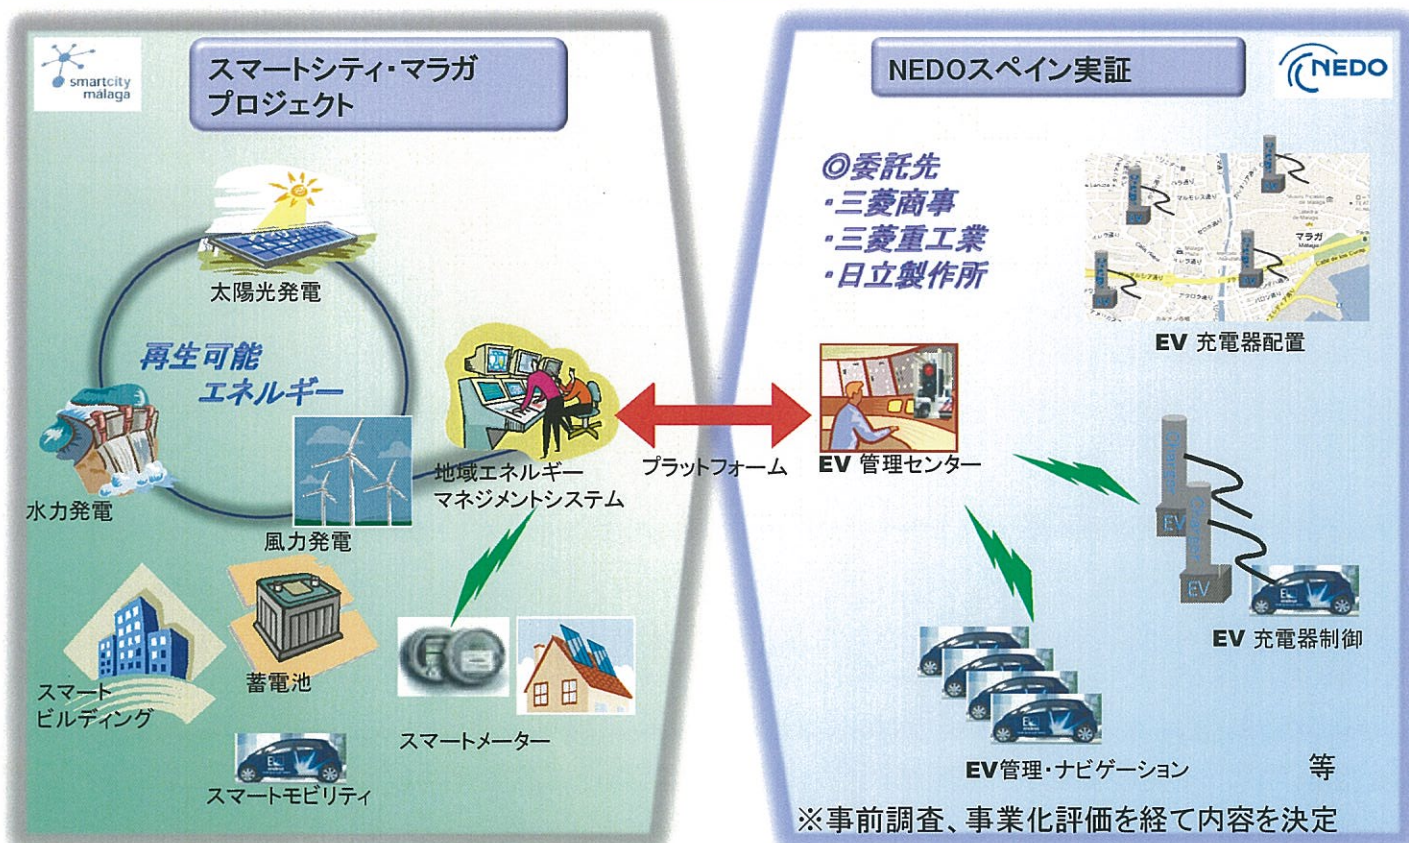 smartcity
málaga
スマートシティ・マラガ
プロジェクト
太陽光発電
再生可能
エネルギー
水力発電
風力発電
地域エネルギー
マネジメントシステム
スマート
ビルディング
蓄電池
スマートメーター
スマートモビリティ
プラットフォーム
NEDOスペイン実証
NEDO
◎委託先
・三菱商事
・三菱重工業
・日立製作所
マラガ
Málaga
EV 充電器配置
EV 管理センター
Charger
EV
Charger
EV
EV 充電器制御
EV管理・ナビゲーション
等
※事前調査、事業化評価を経て内容を決定